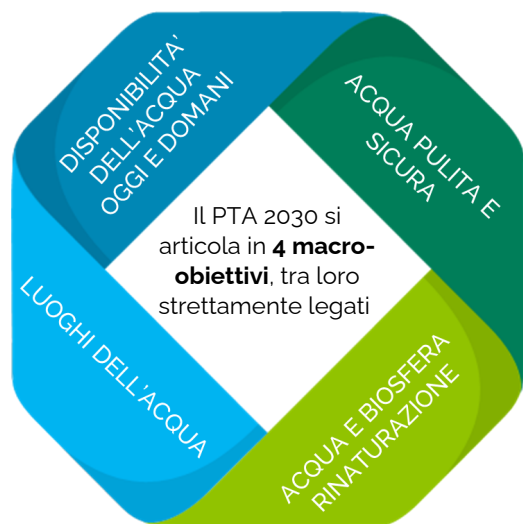 DISPONIBILITA'
DELL'ACQUA
OGGI E DOMANI
ACQUA PULITA E
SICURA
Il PTA 2030 si
articola in 4 macro-
obiettivi, tra loro
strettamente legati
LUOGHI DELL'ACQUA
ACQUA E BIOSFERA
RINATURAZIONE